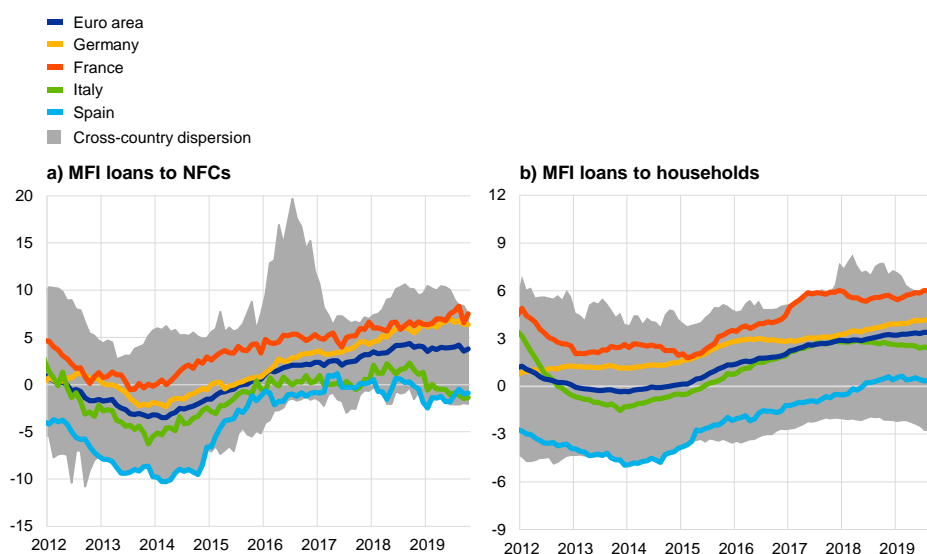 Euro area
Germany
France
Italy
Spain
Cross-country dispersion
a) MFI loans to NFCs
20
15
10
5
0
-5
-10
-15
2012 2013 2014 2015 2016 2017 2018 2019
b) MFI loans to households
12
9
6
3
0
-3
-6
-9
2012 2013 2014 2015 2016 2017 2018 2019